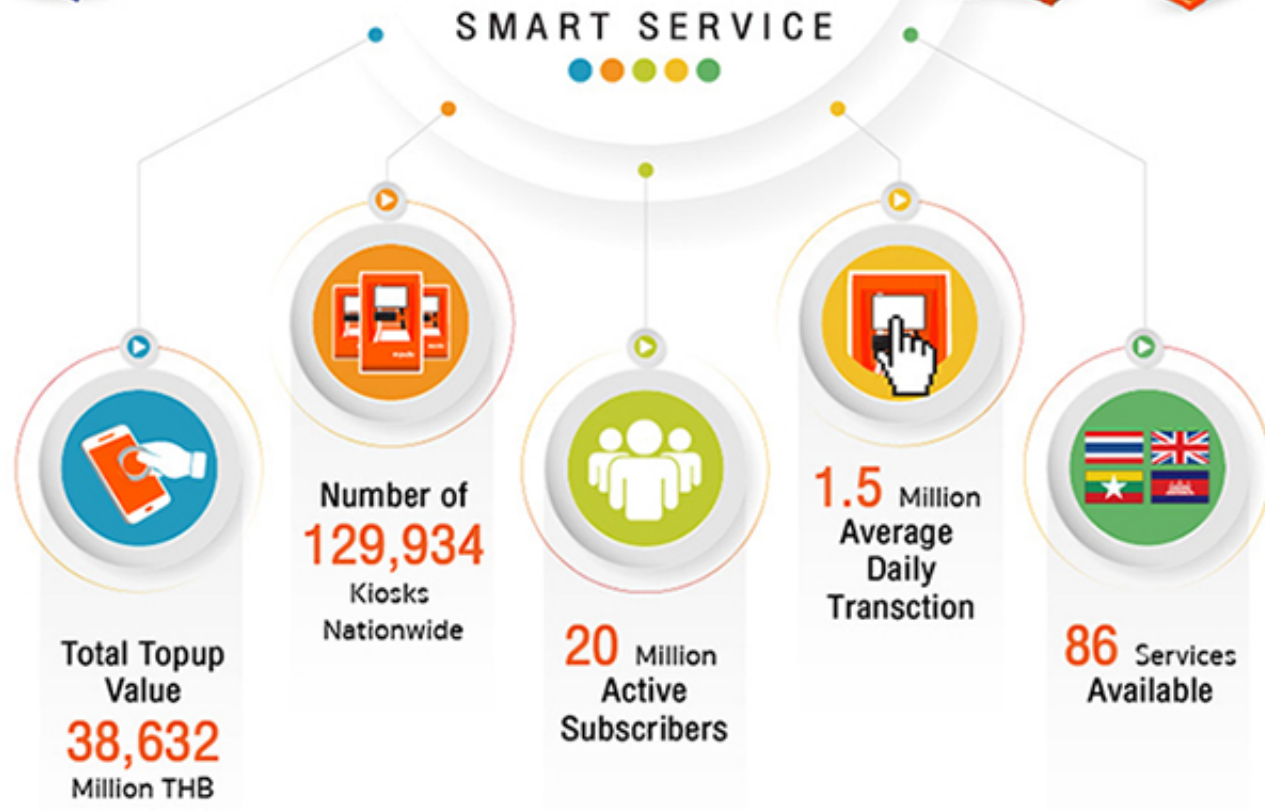 SMART SERVICE
Total Topup
Value
38,632
Million THB
Number of
129,934
Kiosks
Nationwide
20 Million
Active
Subscribers
1.5 Million
Average
Daily
Transction
86 Services
Available